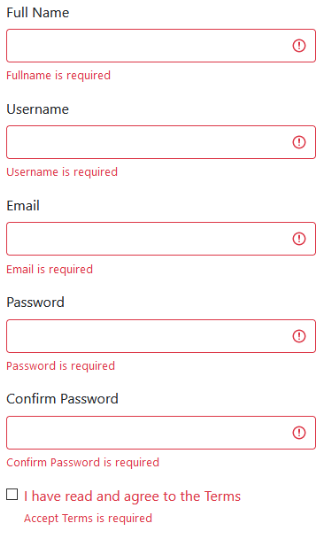 Full Name
Fullname is required
Username
Username is required
Email
Email is required
Password
Password is required
Confirm Password
Confirm Password is required
I have read and agree to the Terms
Accept Terms is required